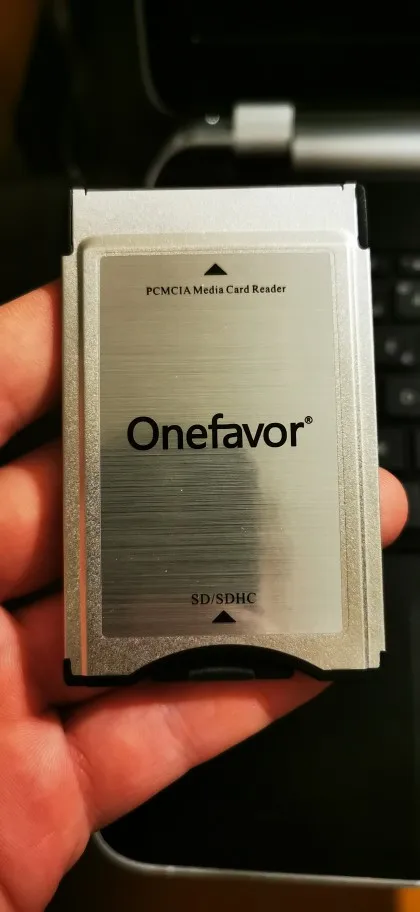 PCMCIA Media Card Reader
Onefavor®
SD/SDHC